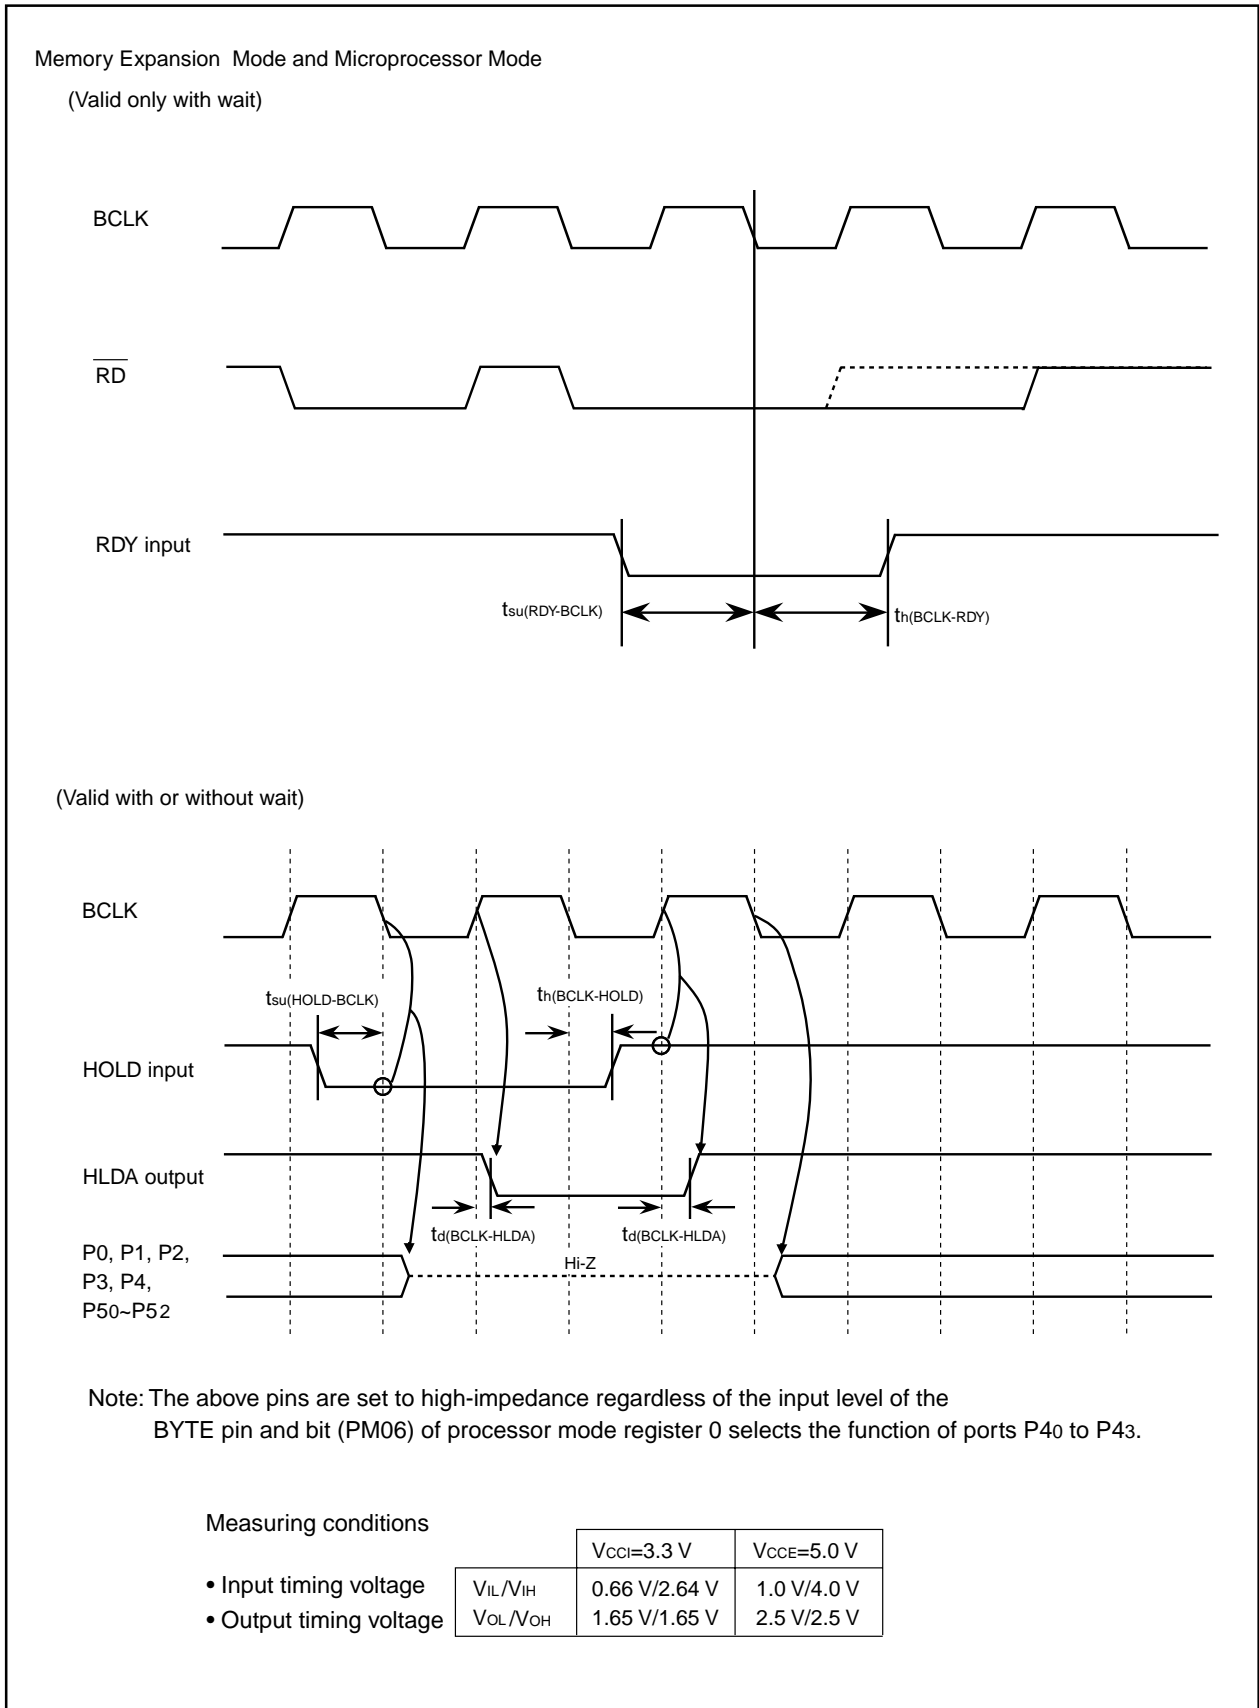 Memory Expansion Mode and Microprocessor Mode
(Valid only with wait)
BCLK
RD
RDY input
tsu(RDY-BCLK)
th(BCLK-RDY)
(Valid with or without wait)
BCLK
tsu(HOLD-BCLK)
th(BCLK-HOLD)
HOLD input
HLDA output
td(BCLK-HLDA)
td(BCLK-HLDA)
P0, P1, P2,
P3, P4,
P50~P52
Hi-Z
Note: The above pins are set to high-impedance regardless of the input level of the
BYTE pin and bit (PM06) of processor mode register 0 selects the function of ports P40 to P43.
Measuring conditions
VCCI=3.3 V VCCE=5.0 V
• Input timing voltage VIL/VIH 0.66 V/2.64 V 1.0 V/4.0 V
• Output timing voltage VOL/VOH 1.65 V/1.65 V 2.5 V/2.5 V